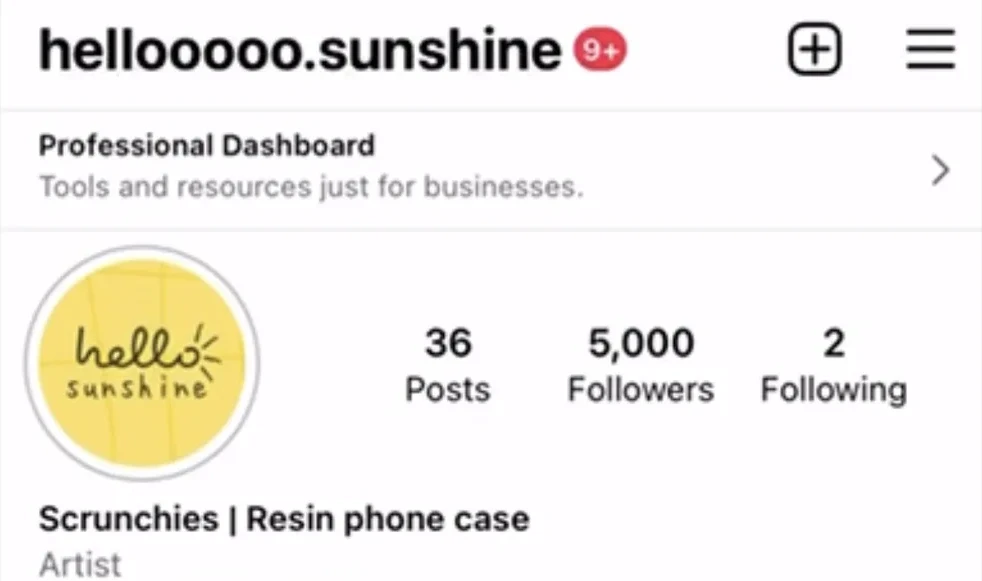 hellooooo.sunshine 9+
Professional Dashboard
Tools and resources just for businesses.
hello
sunshine
36 5,000 2
Posts Followers Following
Scrunchies | Resin phone case
Artist